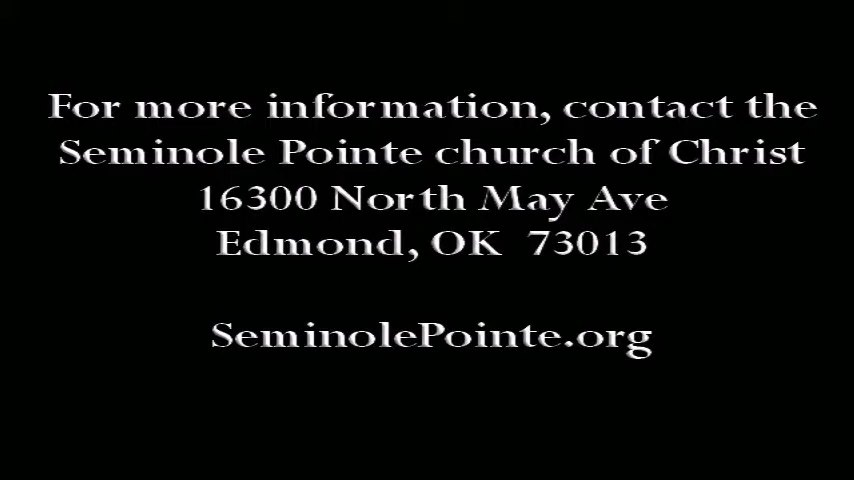 For more information, contact the
Seminole Pointe church of Christ
16300 North May Ave
Edmond, OK  73013
SeminolePointe.org